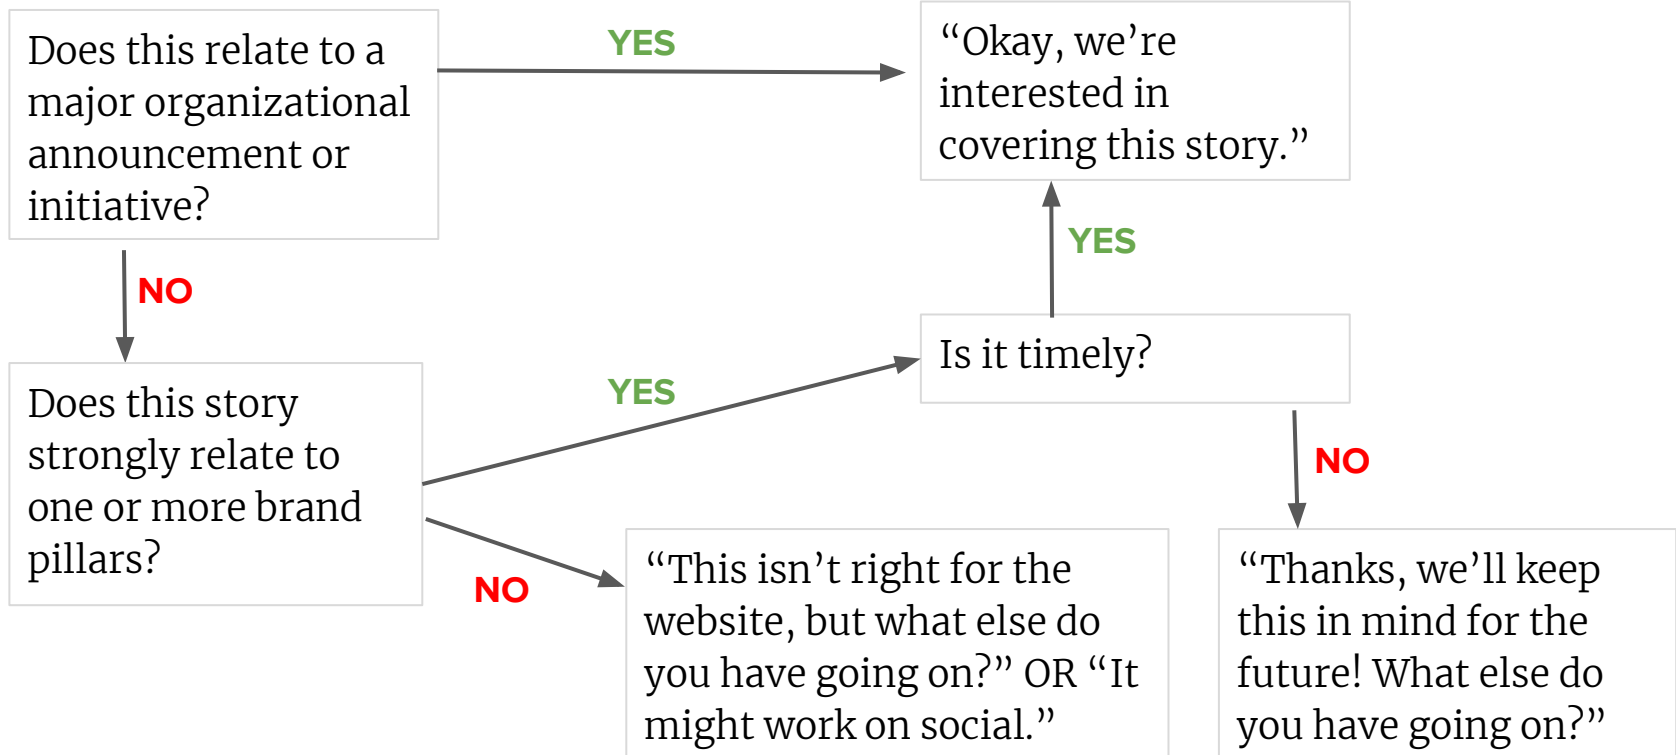 Does this relate to a
major organizational
announcement or
initiative?
YES
“Okay, we’re
interested in
covering this story.”
NO
YES
Does this story
strongly relate to
one or more brand
pillars?
YES
Is it timely?
NO
NO
“This isn’t right for the
website, but what else do
you have going on?” OR “It
might work on social.”
“Thanks, we’ll keep
this in mind for the
future! What else do
you have going on?”